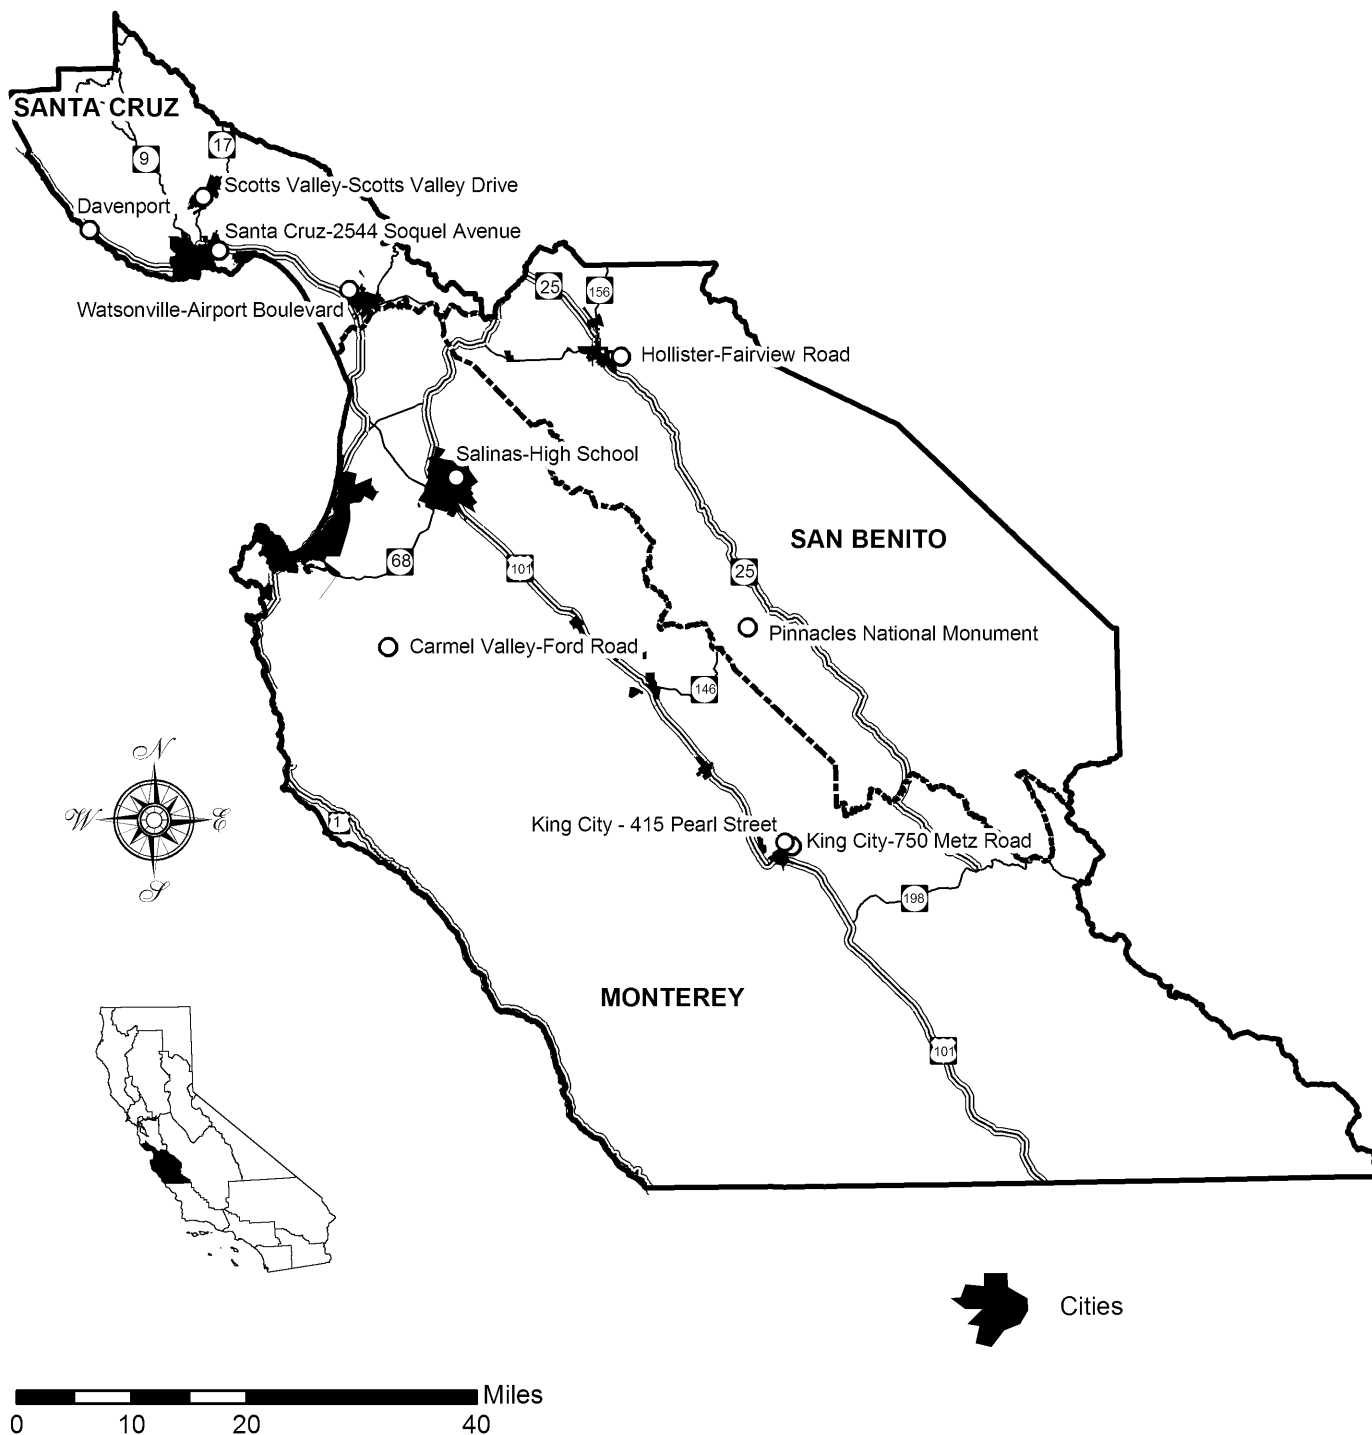 SANTA CRUZ
17
9
Scotts Valley-Scotts Valley Drive
Davenport
Santa Cruz-2544 Soquel Avenue
25
156
Watsonville-Airport Boulevard
Hollister-Fairview Road
Salinas-High School
SAN BENITO
68
101
25
Pinnacles National Monument
Carmel Valley-Ford Road
146
N
W
E
S
1
King City - 415 Pearl Street
King City-750 Metz Road
198
MONTEREY
101
Cities
Miles
0 10 20 40